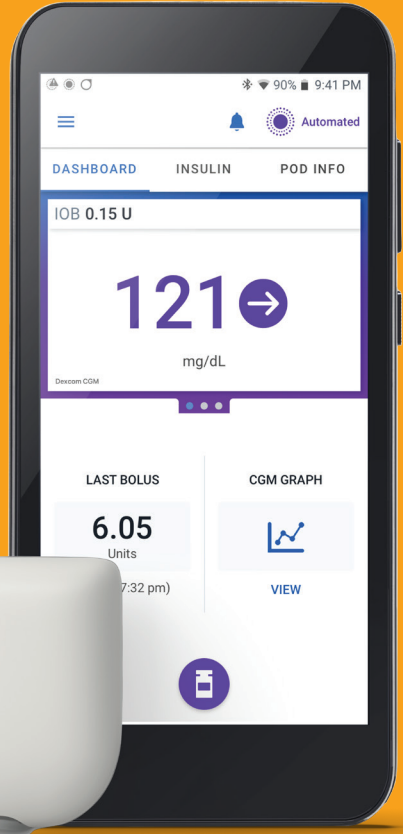 90% 9:41 PM
Automated
DASHBOARD INSULIN POD INFO
IOB 0.15 U
121
mg/dL
Dexcom CGM
LAST BOLUS CGM GRAPH
6.05
Units
7:32 pm)
VIEW